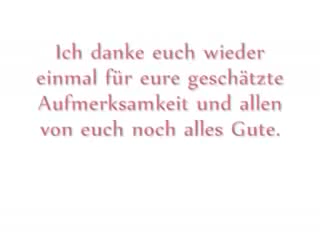 Ich danke euch wieder
einmal für eure geschätzte
Aufmerksamkeit und allen
von euch noch alles Gute.